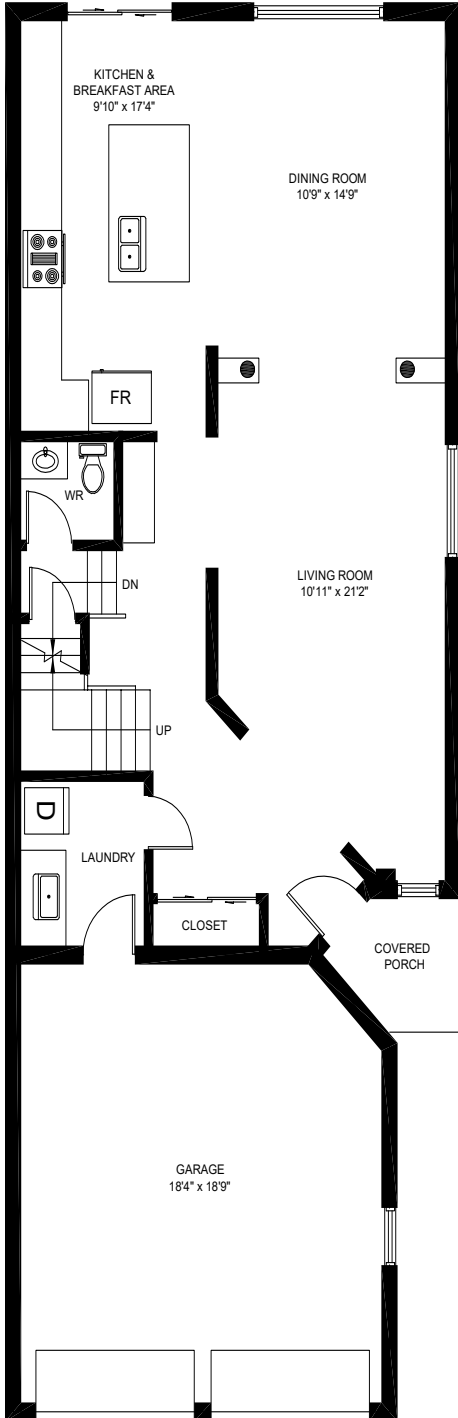 KITCHEN &
BREAKFAST AREA
9'10" x 17'4"
DINING ROOM
10'9" x 14'9"
FR
WR
DN
LIVING ROOM
10'11" x 21'2"
UP
D
LAUNDRY
CLOSET
COVERED
PORCH
GARAGE
18'4" x 18'9"